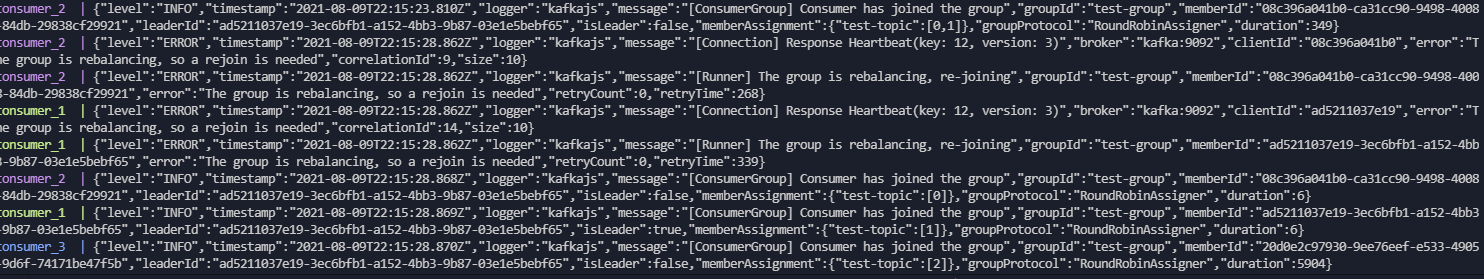 consumer_2  | {"level":"INFO","timestamp":"2021-08-09T22:15:23.810Z","logger":"kafkajs","message":"[ConsumerGroup] Consumer has joined the group","groupId":"test-group","memberId":"08c396a041b0-ca31cc90-9498-4008
-84db-29838cf29921","leaderId":"ad5211037e19-3ec6bfb1-a152-4bb3-9b87-03e1e5bebf65","isLeader":false,"memberAssignment":{"test-topic":[0,1]},"groupProtocol":"RoundRobinAssigner","duration":349}
consumer_2  | {"level":"ERROR","timestamp":"2021-08-09T22:15:28.862Z","logger":"kafkajs","message":"[Connection] Response Heartbeat(key: 12, version: 3)","broker":"kafka:9092","clientId":"08c396a041b0","error":"T
he group is rebalancing, so a rejoin is needed","correlationId":9,"size":10}
consumer_2  | {"level":"ERROR","timestamp":"2021-08-09T22:15:28.862Z","logger":"kafkajs","message":"[Runner] The group is rebalancing, re-joining","groupId":"test-group","memberId":"08c396a041b0-ca31cc90-9498-400
8-84db-29838cf29921","error":"The group is rebalancing, so a rejoin is needed","retryCount":0,"retryTime":268}
consumer_1  | {"level":"ERROR","timestamp":"2021-08-09T22:15:28.862Z","logger":"kafkajs","message":"[Connection] Response Heartbeat(key: 12, version: 3)","broker":"kafka:9092","clientId":"ad5211037e19","error":"T
he group is rebalancing, so a rejoin is needed","correlationId":14,"size":10}
consumer_1  | {"level":"ERROR","timestamp":"2021-08-09T22:15:28.862Z","logger":"kafkajs","message":"[Runner] The group is rebalancing, re-joining","groupId":"test-group","memberId":"ad5211037e19-3ec6bfb1-a152-4bb
3-9b87-03e1e5bebf65","error":"The group is rebalancing, so a rejoin is needed","retryCount":0,"retryTime":339}
consumer_2  | {"level":"INFO","timestamp":"2021-08-09T22:15:28.868Z","logger":"kafkajs","message":"[ConsumerGroup] Consumer has joined the group","groupId":"test-group","memberId":"08c396a041b0-ca31cc90-9498-4008
-84db-29838cf29921","leaderId":"ad5211037e19-3ec6bfb1-a152-4bb3-9b87-03e1e5bebf65","isLeader":false,"memberAssignment":{"test-topic":[0]},"groupProtocol":"RoundRobinAssigner","duration":6}
consumer_1  | {"level":"INFO","timestamp":"2021-08-09T22:15:28.869Z","logger":"kafkajs","message":"[ConsumerGroup] Consumer has joined the group","groupId":"test-group","memberId":"ad5211037e19-3ec6bfb1-a152-4bb3
-9b87-03e1e5bebf65","leaderId":"ad5211037e19-3ec6bfb1-a152-4bb3-9b87-03e1e5bebf65","isLeader":true,"memberAssignment":{"test-topic":[1]},"groupProtocol":"RoundRobinAssigner","duration":6}
consumer_3  | {"level":"INFO","timestamp":"2021-08-09T22:15:28.870Z","logger":"kafkajs","message":"[ConsumerGroup] Consumer has joined the group","groupId":"test-group","memberId":"20d0e2c97930-9ee76eef-e533-4905
-9d6f-74171be47f5b","leaderId":"ad5211037e19-3ec6bfb1-a152-4bb3-9b87-03e1e5bebf65","isLeader":false,"memberAssignment":{"test-topic":[2]},"groupProtocol":"RoundRobinAssigner","duration":5904}